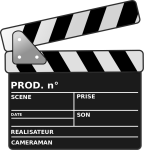 PROD. n°
SCENE PRISE
DATE SON
REALISATEUR
CAMERAMAN